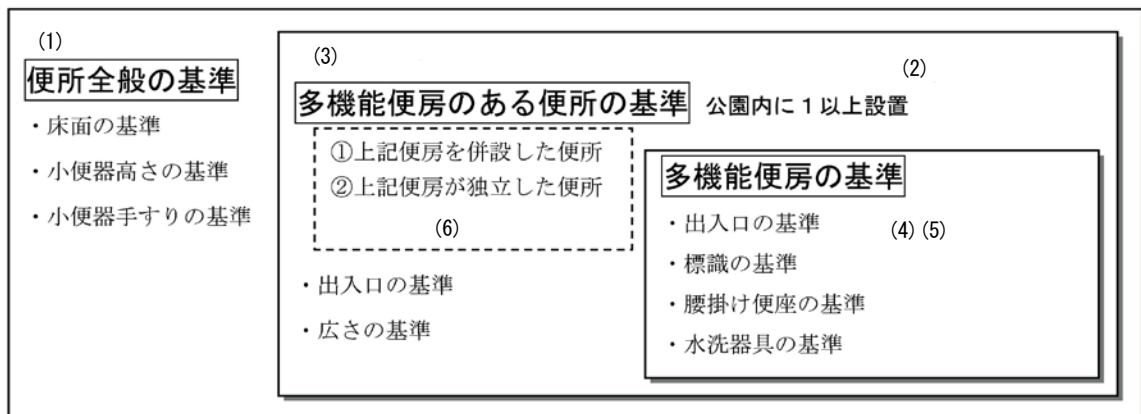 (1)
便所全般の基準
・床面の基準
・小便器高さの基準
・小便器手すりの基準
(3)
(2)
多機能便房のある便所の基準 公園内に１以上設置
①上記便房を併設した便所
②上記便房が独立した便所
(6)
・出入口の基準
・広さの基準
多機能便房の基準
・出入口の基準 (4)(5)
・標識の基準
・腰掛け便座の基準
・水洗器具の基準